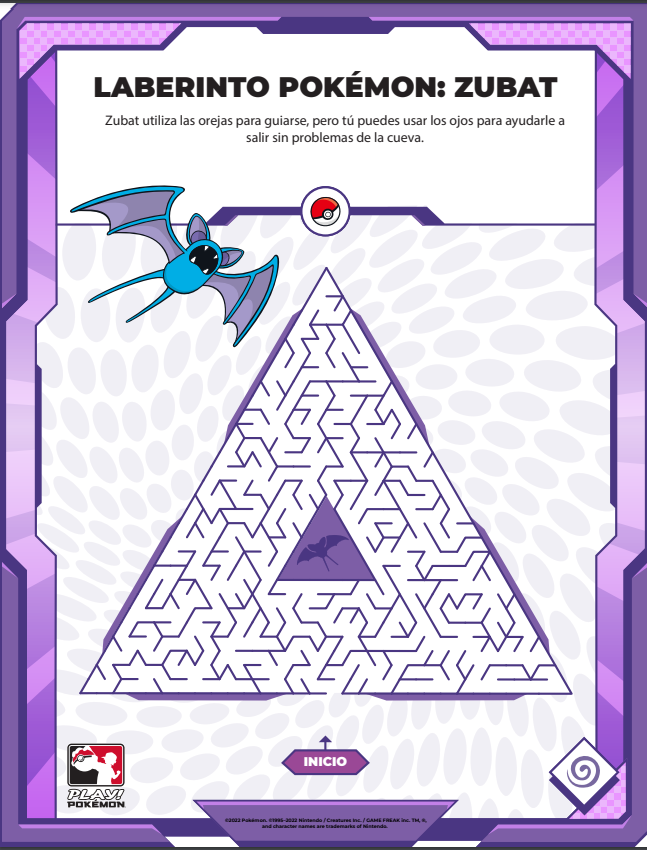 LABERINTO POKÉMON: ZUBAT
Zubat utiliza las orejas para guiarse, pero tú puedes usar los ojos para ayudarle a
salir sin problemas de la cueva.
INICIO
PLAY!
POKÉMON
©2022 Pokémon. ©1995–2022 Nintendo / Creatures Inc. / GAME FREAK inc. TM, ®,
and character names are trademarks of Nintendo.